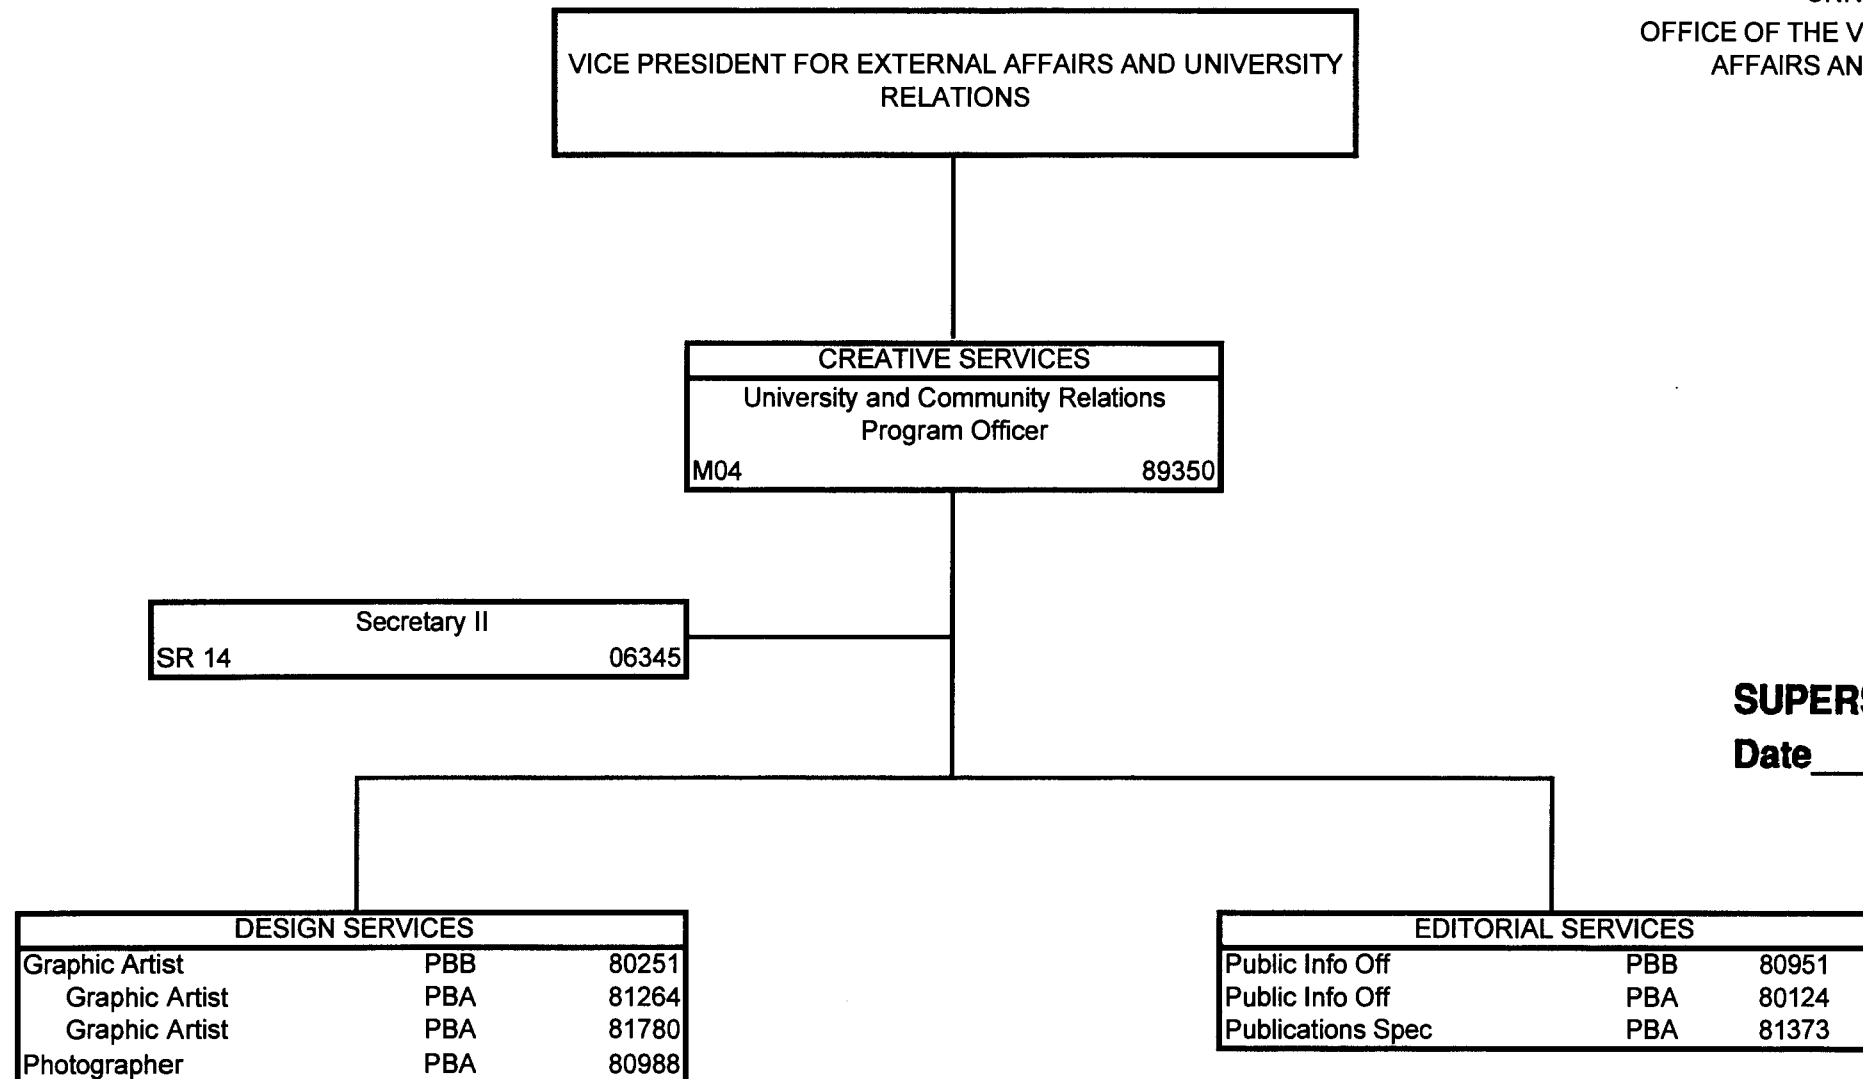 OFFICE OF THE V
AFFAIRS AN
VICE PRESIDENT FOR EXTERNAL AFFAIRS AND UNIVERSITY
RELATIONS
CREATIVE SERVICES
University and Community Relations
Program Officer
M04 89350
Secretary II
SR 14 06345
SUPERS
Date____
DESIGN SERVICES
Graphic Artist PBB 80251
Graphic Artist PBA 81264
Graphic Artist PBA 81780
Photographer PBA 80988
EDITORIAL SERVICES
Public Info Off PBB 80951
Public Info Off PBA 80124
Publications Spec PBA 81373